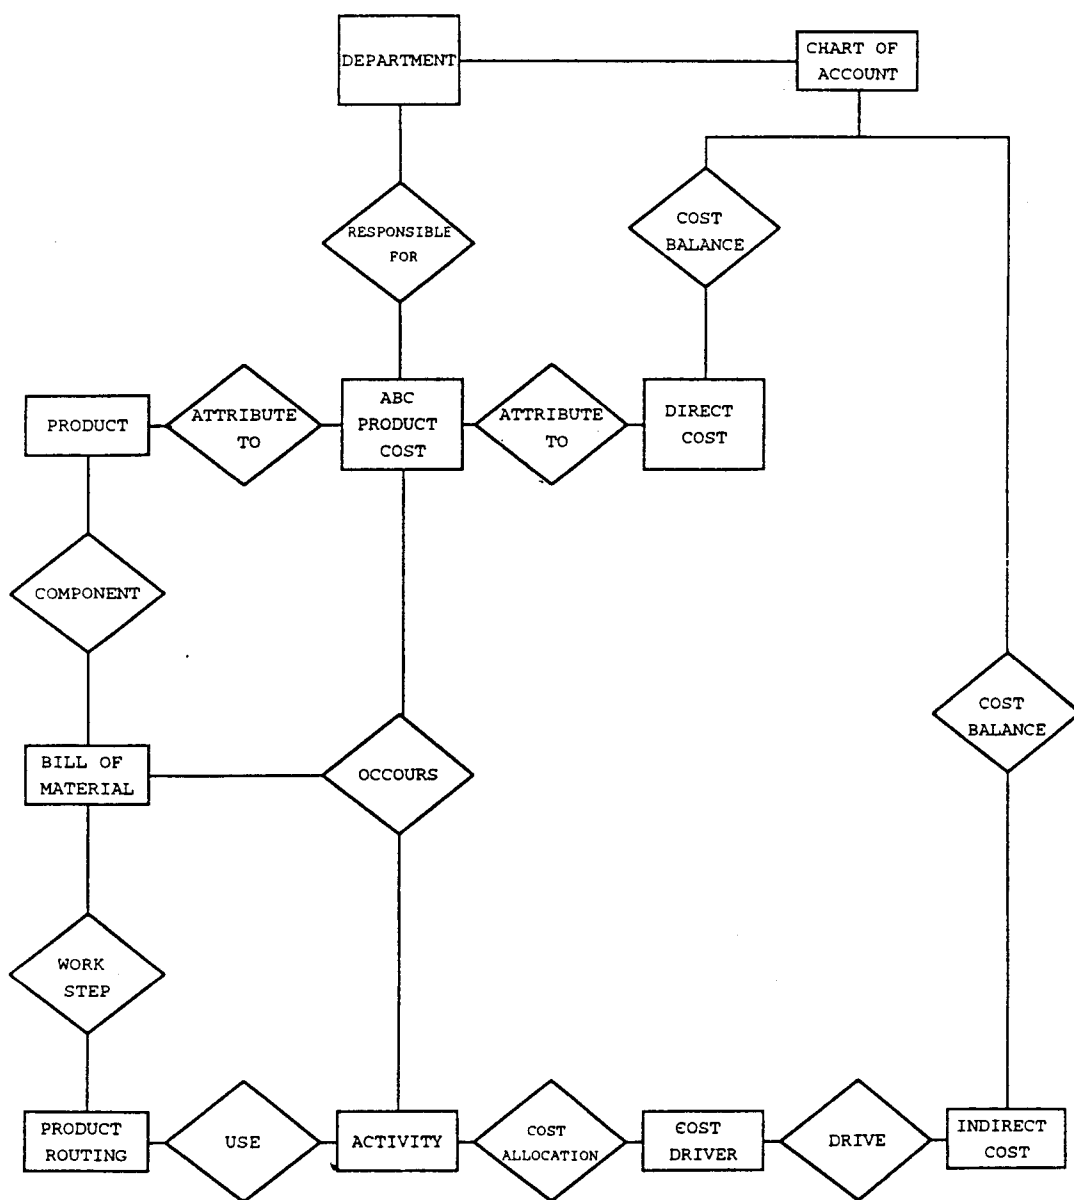 DEPARTMENT
CHART OF
ACCOUNT
RESPONSIBLE
FOR
COST
BALANCE
PRODUCT
ATTRIBUTE
TO
ABC
PRODUCT
COST
ATTRIBUTE
TO
DIRECT
COST
COMPONENT
COST
BALANCE
BILL OF
MATERIAL
OCCOURS
WORK
STEP
PRODUCT
ROUTING
USE
ACTIVITY
COST
ALLOCATION
COST
DRIVER
DRIVE
INDIRECT
COST